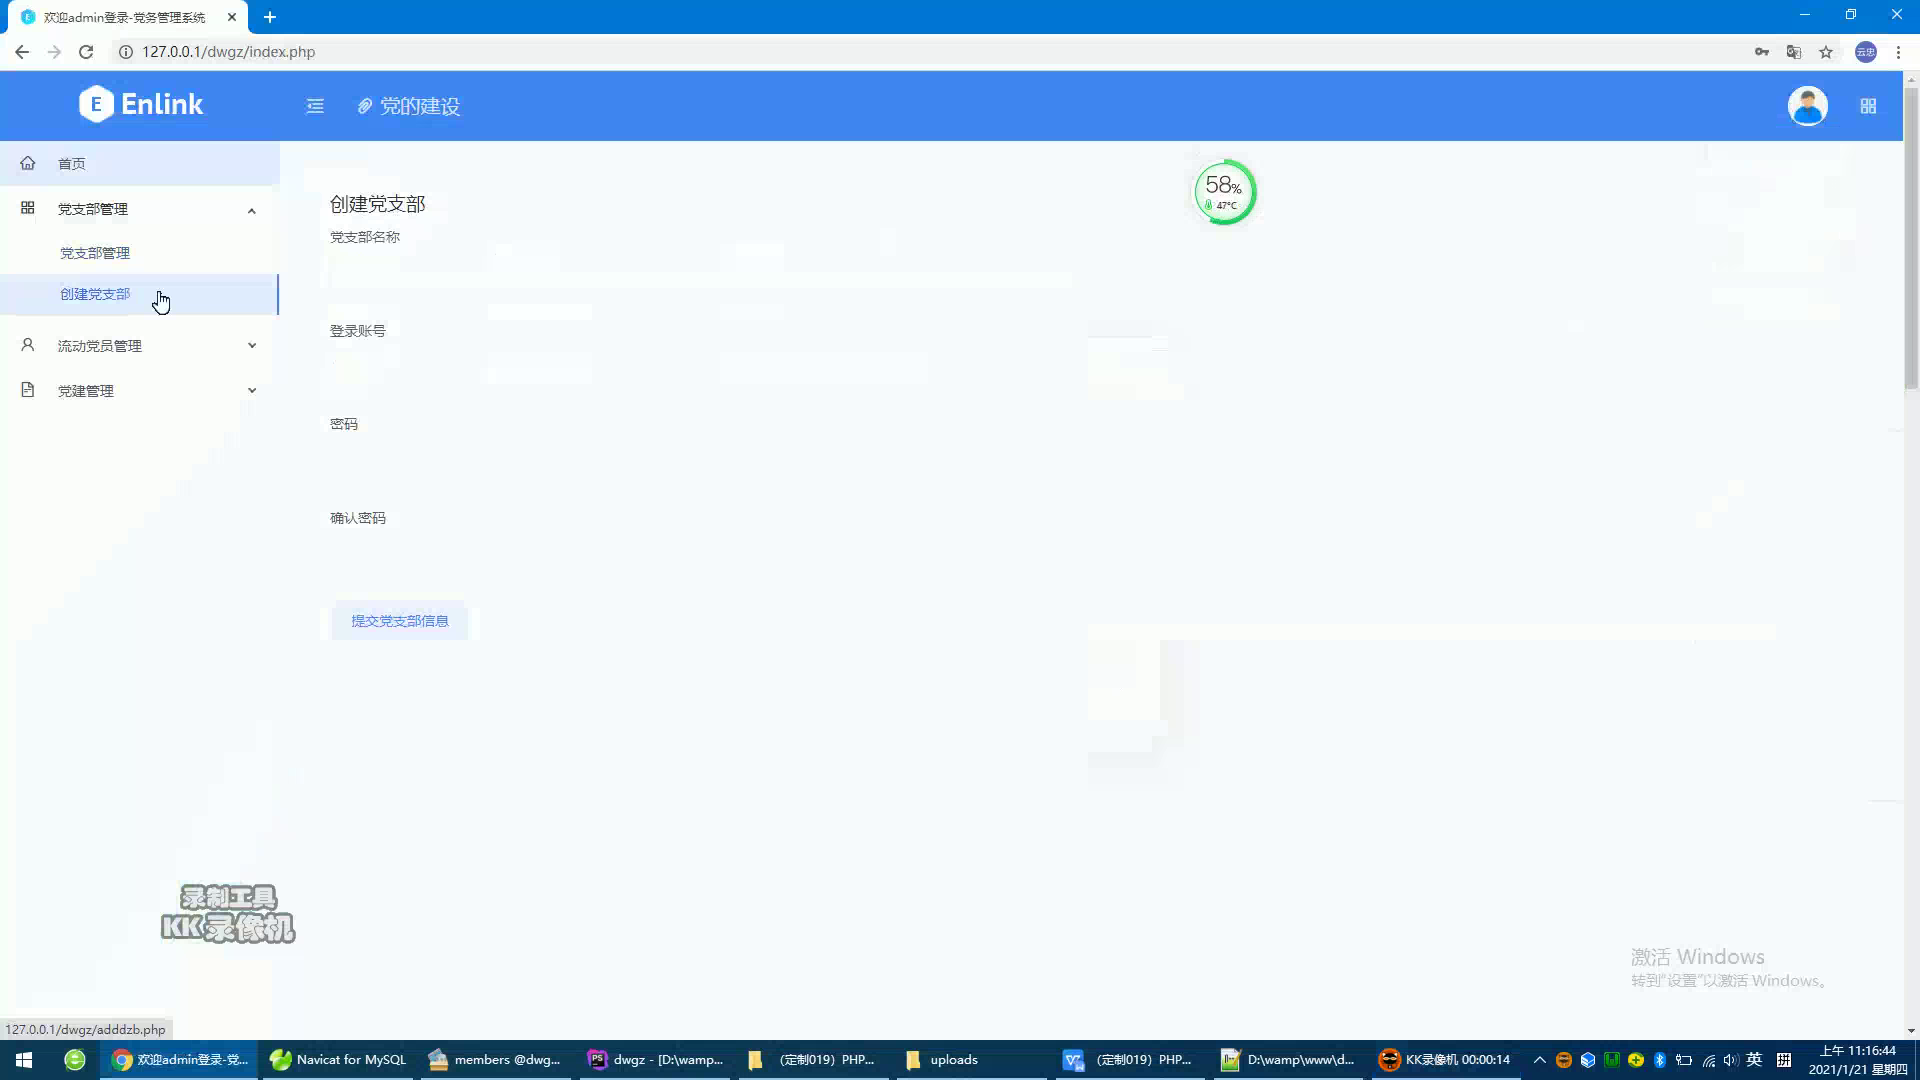 欢迎admin登录-党务管理系统
127.0.0.1/dwgz/index.php
云忠
E Enlink
党的建设
首页
党支部管理
党支部管理
创建党支部
流动党员管理
党建管理
创建党支部
党支部名称
登录账号
密码
确认密码
提交党支部信息
58%
47°C
录制工具
KK录像机
激活 Windows
转到"设置"以激活 Windows。
127.0.0.1/dwgz/adddzb.php
欢迎admin登录-党...
Navicat for MySQL
members @dwg...
dwgz - [D:\wamp...
(定制019) PHP...
uploads
(定制019) PHP...
D:\wamp\www\d...
KK录像机 00:00:14
英
拼
上午 11:16:44
2021/1/21 星期四